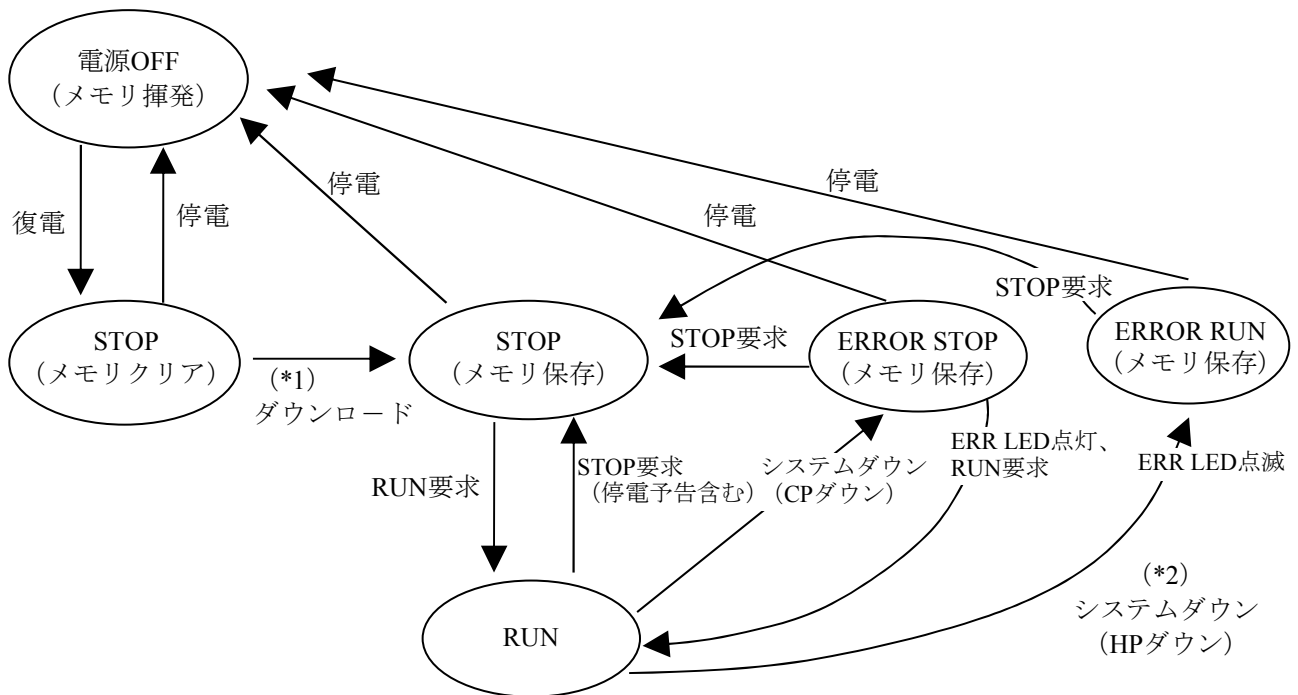 電源OFF
（メモリ揮発）
停電
停電
停電
復電
停電
STOP要求
STOP
（メモリクリア）
(*1)
ダウンロード
STOP
（メモリ保存）
STOP要求
ERROR STOP
（メモリ保存）
ERROR RUN
（メモリ保存）
RUN要求
STOP要求
（停電予告含む）
システムダウン
（CPダウン）
ERR LED点灯、
RUN要求
ERR LED点滅
RUN
(*2)
システムダウン
（HPダウン）